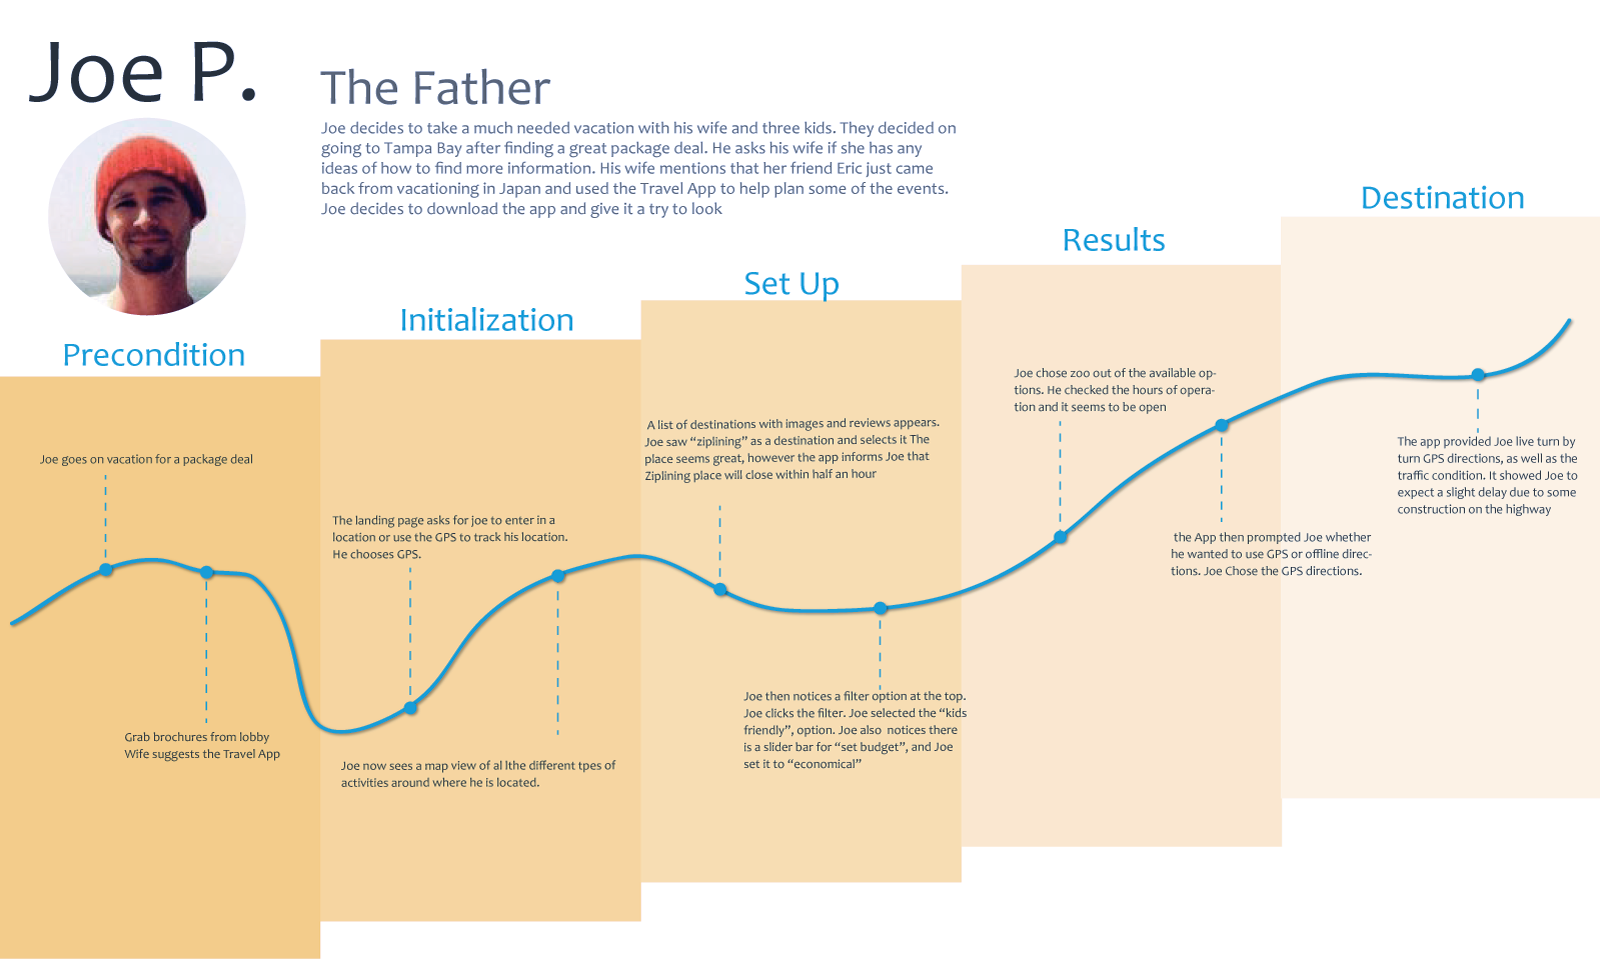 Joe P.
The Father
Joe decides to take a much needed vacation with his wife and three kids. They decided on
going to Tampa Bay after finding a great package deal. He asks his wife if she has any
ideas of how to find more information. His wife mentions that her friend Eric just came
back from vacationing in Japan and used the Travel App to help plan some of the events.
Joe decides to download the app and give it a try to look
Precondition
Joe goes on vacation for a package deal
Grab brochures from lobby
Wife suggests the Travel App
Initialization
The landing page asks for joe to enter in a
location or use the GPS to track his location.
He chooses GPS.
Joe now sees a map view of al lthe different tpes of
activities around where he is located.
Set Up
A list of destinations with images and reviews appears.
Joe saw “ziplining” as a destination and selects it The
place seems great, however the app informs Joe that
Ziplining place will close within half an hour
Joe then notices a filter option at the top.
Joe clicks the filter. Joe selected the “kids
friendly”, option. Joe also notices there
is a slider bar for “set budget”, and Joe
set it to “economical”
Results
Joe chose zoo out of the available op-
tions. He checked the hours of opera-
tion and it seems to be open
the App then prompted Joe whether
he wanted to use GPS or offline direc-
tions. Joe Chose the GPS directions.
Destination
The app provided Joe live turn by
turn GPS directions, as well as the
traffic condition. It showed Joe to
expect a slight delay due to some
construction on the highway